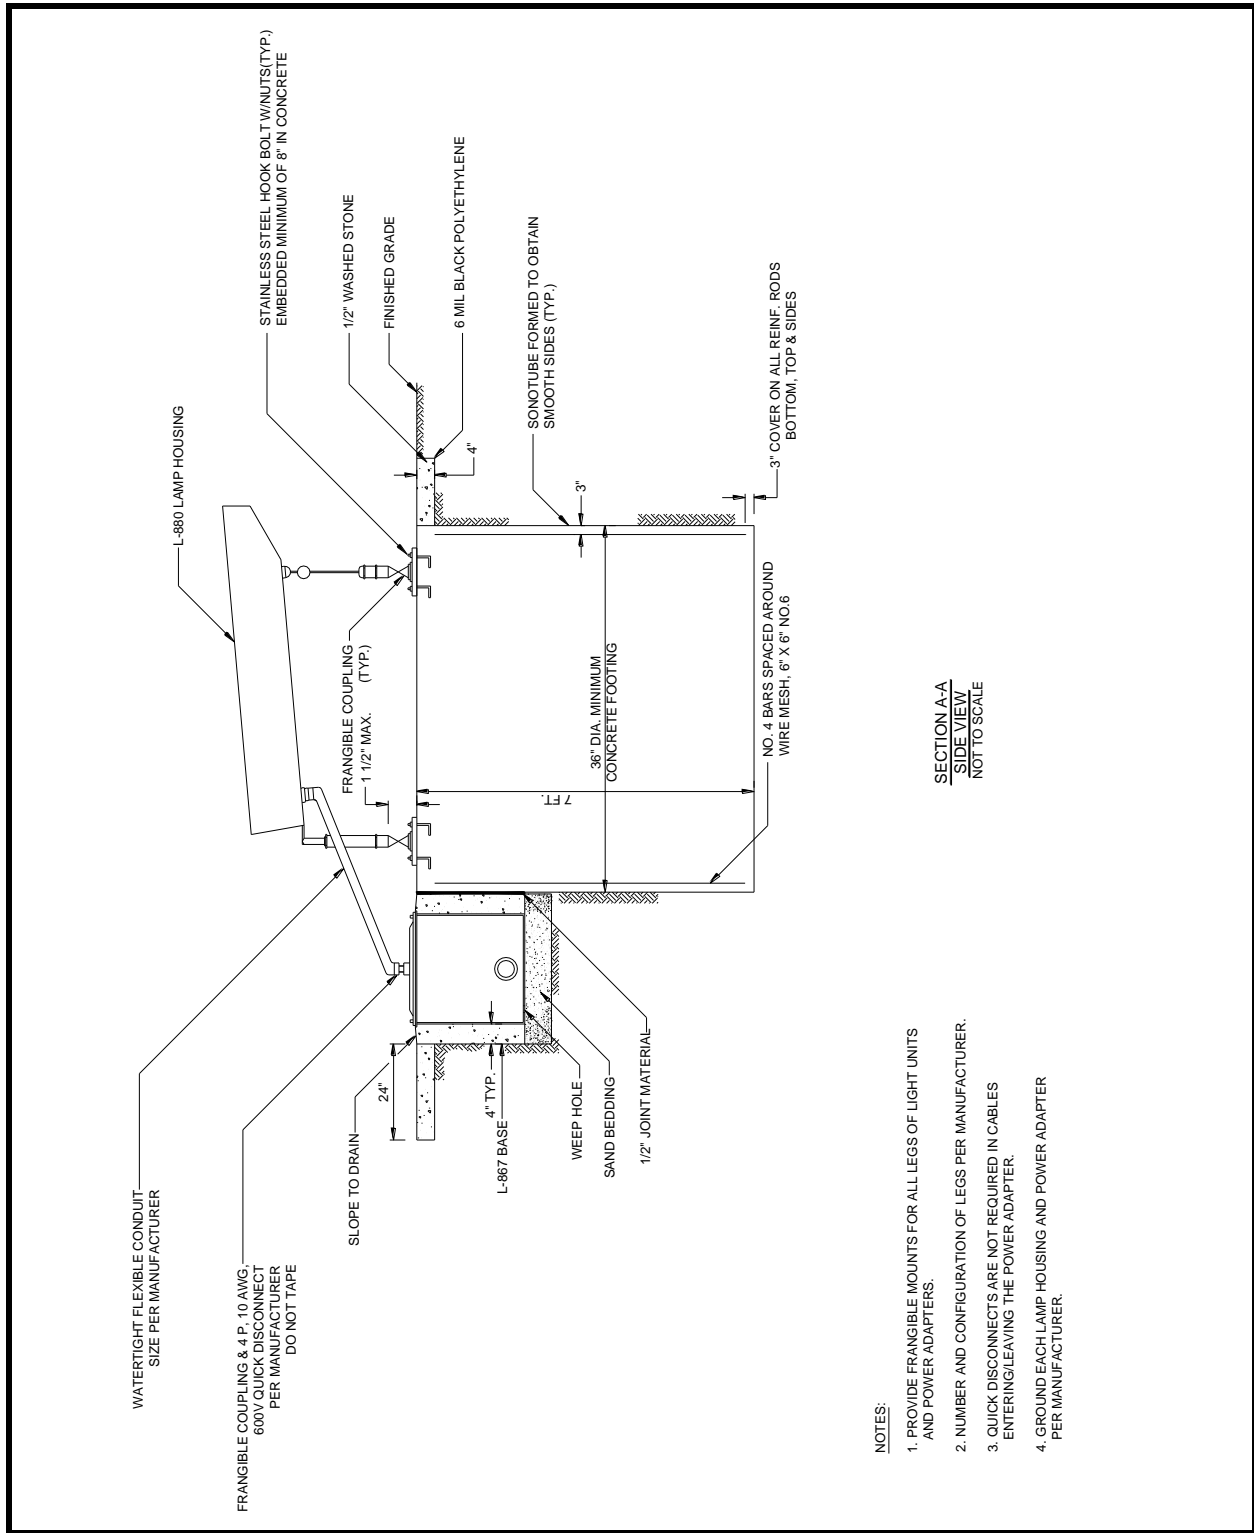 WATERTIGHT FLEXIBLE CONDUIT
SIZE PER MANUFACTURER
FRANGIBLE COUPLING & 4 P, 10 AWG,
600V QUICK DISCONNECT
PER MANUFACTURER
DO NOT TAPE
SLOPE TO DRAIN
24"
4" TYP.
L-867 BASE
WEEP HOLE
SAND BEDDING
1/2" JOINT MATERIAL
L-880 LAMP HOUSING
STAINLESS STEEL HOOK BOLT W/NUTS(TYP.)
EMBEDDED MINIMUM OF 8" IN CONCRETE
1/2" WASHED STONE
FINISHED GRADE
6 MIL BLACK POLYETHYLENE
4"
FRANGIBLE COUPLING
(TYP.)
1 1/2" MAX.
SONOTUBE FORMED TO OBTAIN
SMOOTH SIDES (TYP.)
3"
7 FT.
36" DIA. MINIMUM
CONCRETE FOOTING
3" COVER ON ALL REINF. RODS
BOTTOM, TOP & SIDES
NO. 4 BARS SPACED AROUND
WIRE MESH, 6" X 6" NO.6
SECTION A-A
SIDE VIEW
NOT TO SCALE
NOTES:
1. PROVIDE FRANGIBLE MOUNTS FOR ALL LEGS OF LIGHT UNITS
AND POWER ADAPTERS.
2. NUMBER AND CONFIGURATION OF LEGS PER MANUFACTURER.
3. QUICK DISCONNECTS ARE NOT REQUIRED IN CABLES
ENTERING/LEAVING THE POWER ADAPTER.
4. GROUND EACH LAMP HOUSING AND POWER ADAPTER
PER MANUFACTURER.